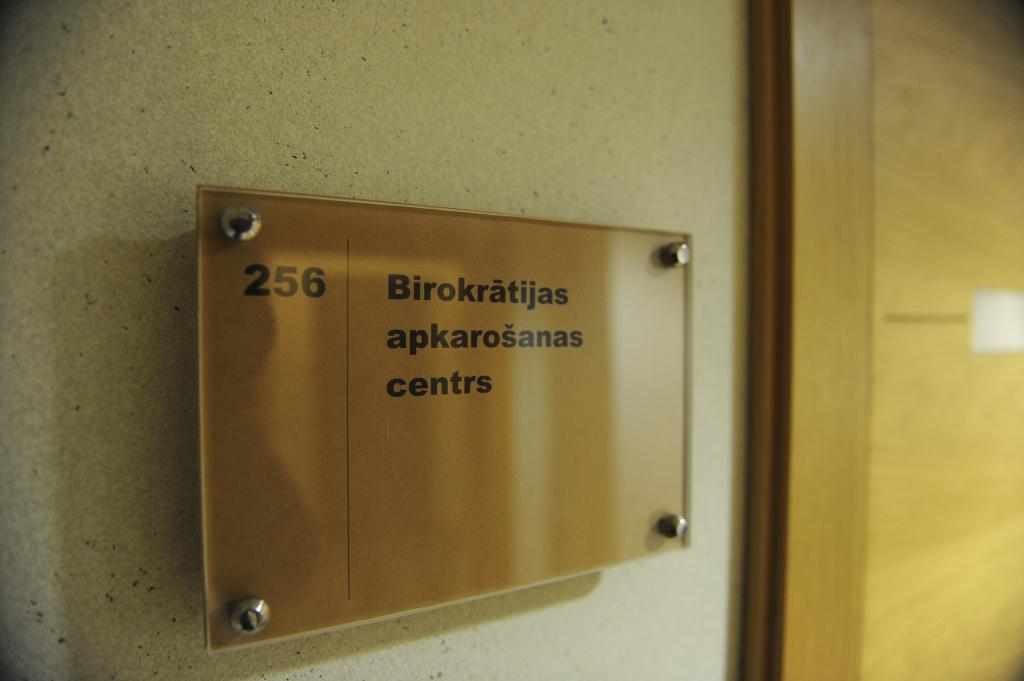 256
Birokrātijas
apkarošanas
centrs